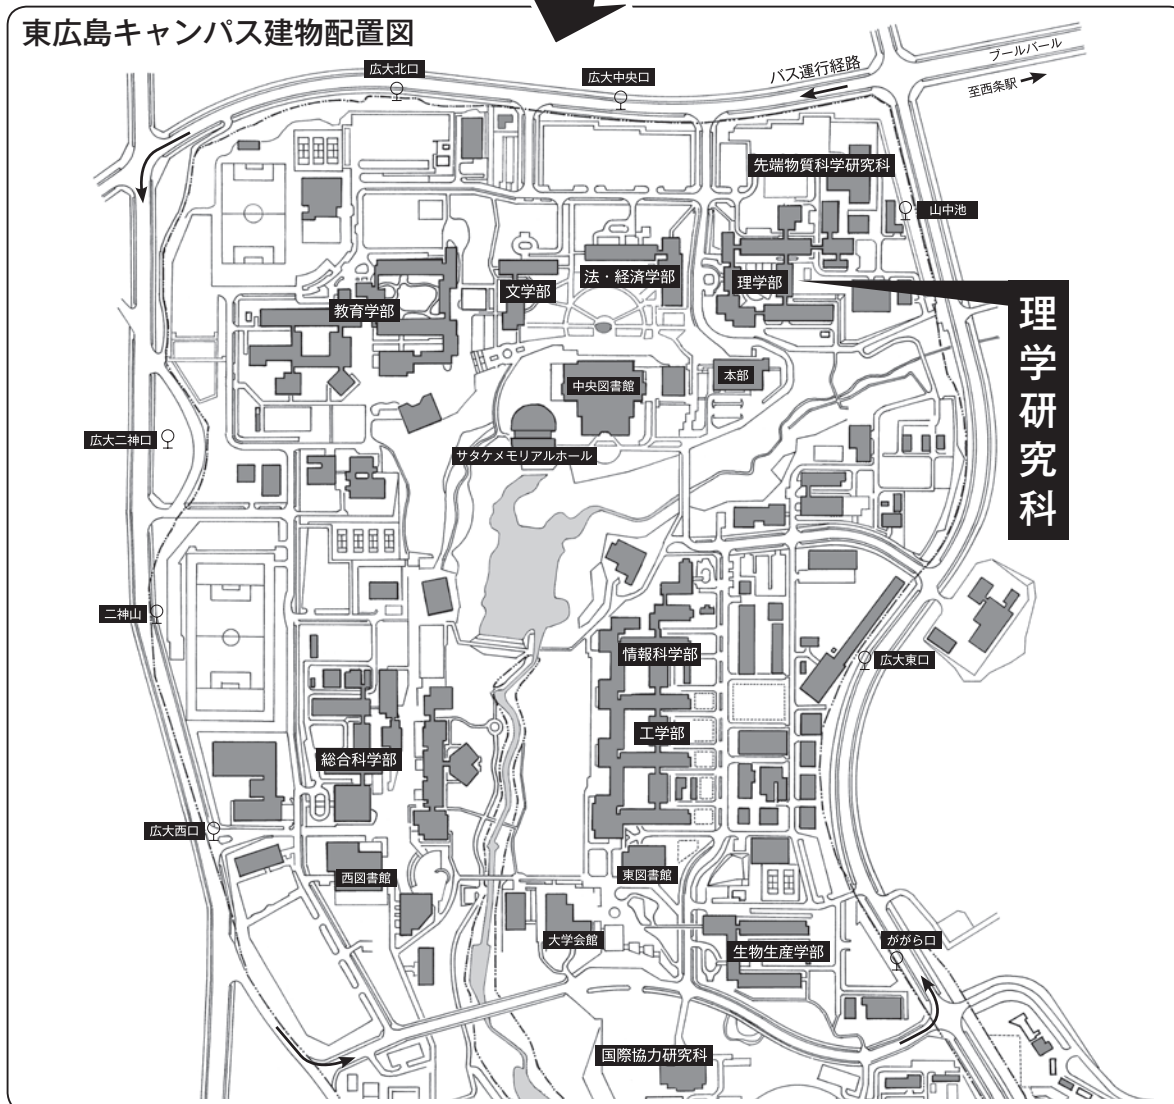 東広島キャンパス建物配置図
広大北口
広大中央口
バス運行経路
ブールバール
至西条駅
先端物質科学研究科
山中池
法・経済学部
文学部
理学部
教育学部
理学研究科
本部
中央図書館
広大二神口
サタケメモリアルホール
二神山
情報科学部
広大東口
工学部
総合科学部
広大西口
西図書館
東図書館
大学会館
生物生産学部
ががら口
国際協力研究科